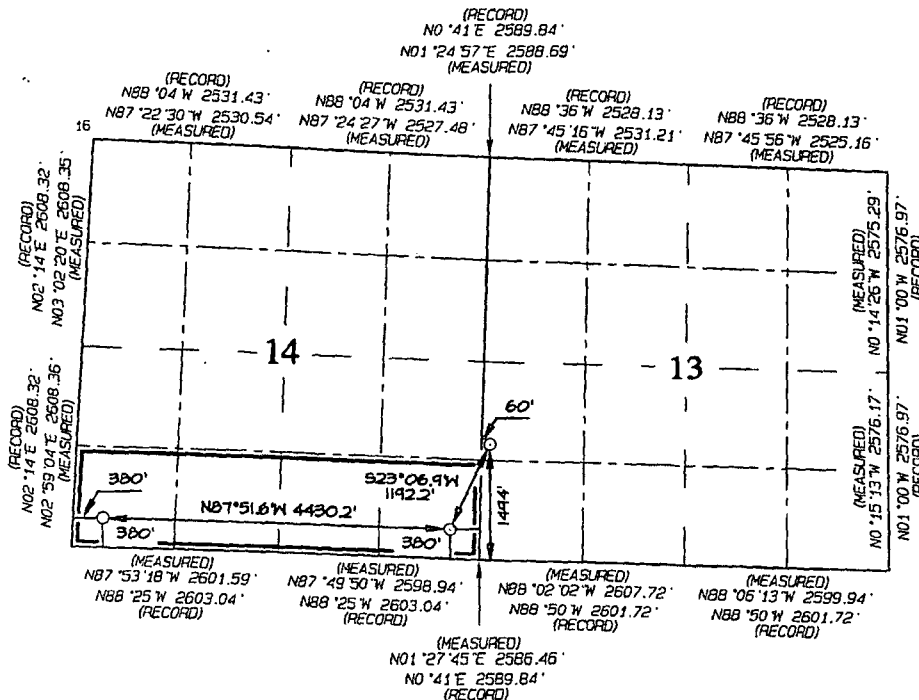 (RECORD)
N0 °41'E 2589.84'
N01 °24'57"E 2588.69'
(MEASURED)
(RECORD)
N88 °04'W 2531.43'
N87 °22'30"W 2530.54'
(MEASURED)
(RECORD)
N88 °04'W 2531.43'
N87 °24'27"W 2527.48'
(MEASURED)
(RECORD)
N88 °36'W 2528.13'
N87 °45'16"W 2531.21'
(MEASURED)
(RECORD)
N88 °36'W 2528.13'
N87 °45'56"W 2525.16'
(MEASURED)
16
(RECORD)
N02 °14'E 2608.32'
N03 °02'20"E 2608.35'
(MEASURED)
(MEASURED)
N0 °14'26"W 2575.29'
N01 °00'W 2576.97'
(RECORD)
14
13
(RECORD)
N02 °14'E 2608.32'
N02 °59'04"E 2608.36'
(MEASURED)
(MEASURED)
N0 °15'13"W 2576.17'
N01 °00'W 2576.97'
(RECORD)
60'
S23°06.9'W
1192.2'
1494'
380'
N87°51.6'W 4430.2'
380'
380'
(MEASURED)
N87 °53'18"W 2601.59'
N88 °25'W 2603.04'
(RECORD)
(MEASURED)
N87 °49'50"W 2598.94'
N88 °25'W 2603.04'
(RECORD)
(MEASURED)
N88 °02'02"W 2607.72'
N88 °50'W 2601.72'
(RECORD)
(MEASURED)
N88 °06'13"W 2599.94'
N88 °50'W 2601.72'
(RECORD)
(MEASURED)
N01 °27'45"E 2586.46'
N0 °41'E 2589.84'
(RECORD)